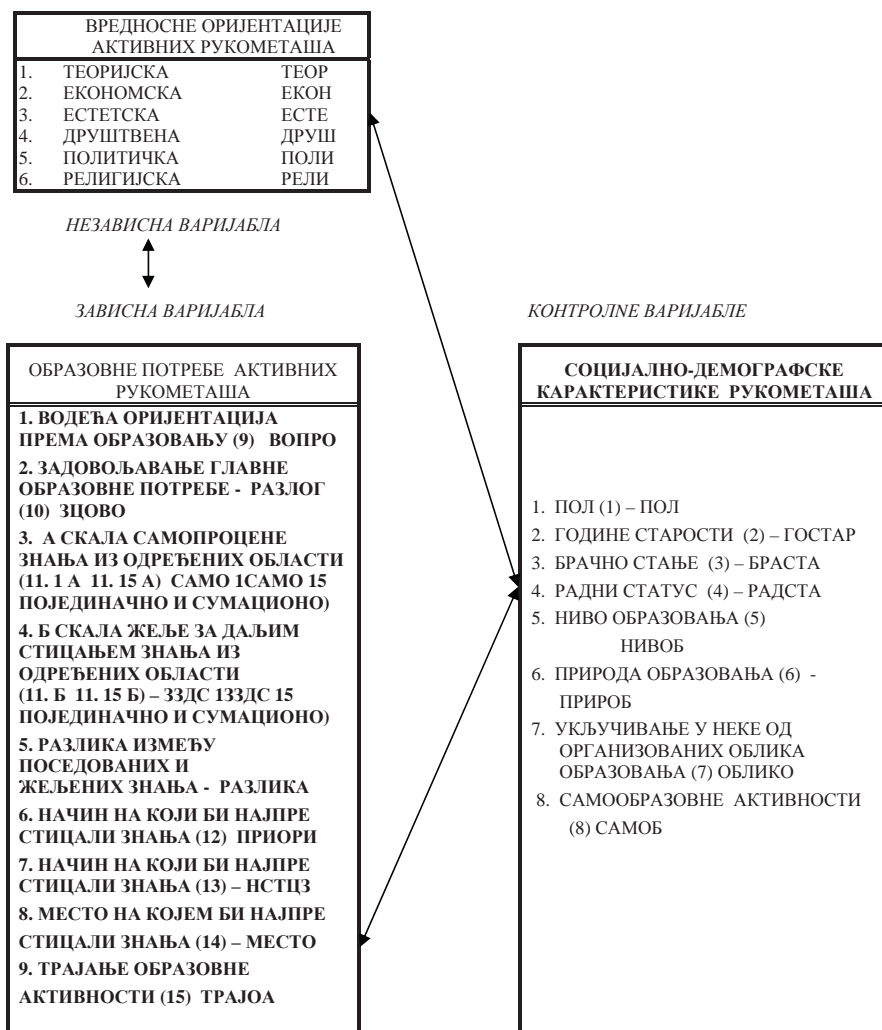 ВРЕДНОСНЕ ОРИЈЕНТАЦИЈЕ
АКТИВНИХ РУКОМЕТАША
1. ТЕОРИЈСКА ТЕОР
2. ЕКОНОМСКА ЕКОН
3. ЕСТЕТСКА ЕСТЕ
4. ДРУШТВЕНА ДРУШ
5. ПОЛИТИЧКА ПОЛИ
6. РЕЛИГИЈСКА РЕЛИ
НЕЗАВИСНА ВАРИЈАБЛА
ЗАВИСНА ВАРИЈАБЛА
ОБРАЗОВНЕ ПОТРЕБЕ АКТИВНИХ
РУКОМЕТАША
1. ВОДЕЋА ОРИЈЕНТАЦИЈА
ПРЕМА ОБРАЗОВАЊУ (9) ВОПРО
2. ЗАДОВОЉАВАЊЕ ГЛАВНЕ
ОБРАЗОВНЕ ПОТРЕБЕ - РАЗЛОГ
(10) ЗЦОВО
3. А СКАЛА САМОПРОЦЕНЕ
ЗНАЊА ИЗ ОДРЕЂЕНИХ ОБЛАСТИ
(11. 1 А 11. 15 А) САМО 1САМО 15
ПОЈЕДИНАЧНО И СУМАЦИОНО)
4. Б СКАЛА ЖЕЉЕ ЗА ДАЉИМ
СТИЦАЊЕМ ЗНАЊА ИЗ
ОДРЕЂЕНИХ ОБЛАСТИ
(11. Б 11. 15 Б) – ЗЗДС 1ЗЗДС 15
ПОЈЕДИНАЧНО И СУМАЦИОНО)
5. РАЗЛИКА ИЗМЕЂУ
ПОСЕДОВАНИХ И
ЖЕЉЕНИХ ЗНАЊА - РАЗЛИКА
6. НАЧИН НА КОЈИ БИ НАЈПРЕ
СТИЦАЛИ ЗНАЊА (12) ПРИОРИ
7. НАЧИН НА КОЈИ БИ НАЈПРЕ
СТИЦАЛИ ЗНАЊА (13) – НСТЦЗ
8. МЕСТО НА КОЈЕМ БИ НАЈПРЕ
СТИЦАЛИ ЗНАЊА (14) – МЕСТО
9. ТРАЈАЊЕ ОБРАЗОВНЕ
АКТИВНОСТИ (15) ТРАЈОА
КОНТРОЛNЕ ВАРИЈАБЛЕ
СОЦИЈАЛНО-ДЕМОГРАФСКЕ
КАРАКТЕРИСТИКЕ РУКОМЕТАША
1. ПОЛ (1) – ПОЛ
2. ГОДИНЕ СТАРОСТИ (2) – ГОСТАР
3. БРАЧНО СТАЊЕ (3) – БРАСТА
4. РАДНИ СТАТУС (4) – РАДСТА
5. НИВО ОБРАЗОВАЊА (5)
НИВОБ
6. ПРИРОДА ОБРАЗОВАЊА (6) -
ПРИРОБ
7. УКЉУЧИВАЊЕ У НЕКЕ ОД
ОРГАНИЗОВАНИХ ОБЛИКА
ОБРАЗОВАЊА (7) ОБЛИКО
8. САМООБРАЗОВНЕ АКТИВНОСТИ
(8) САМОБ